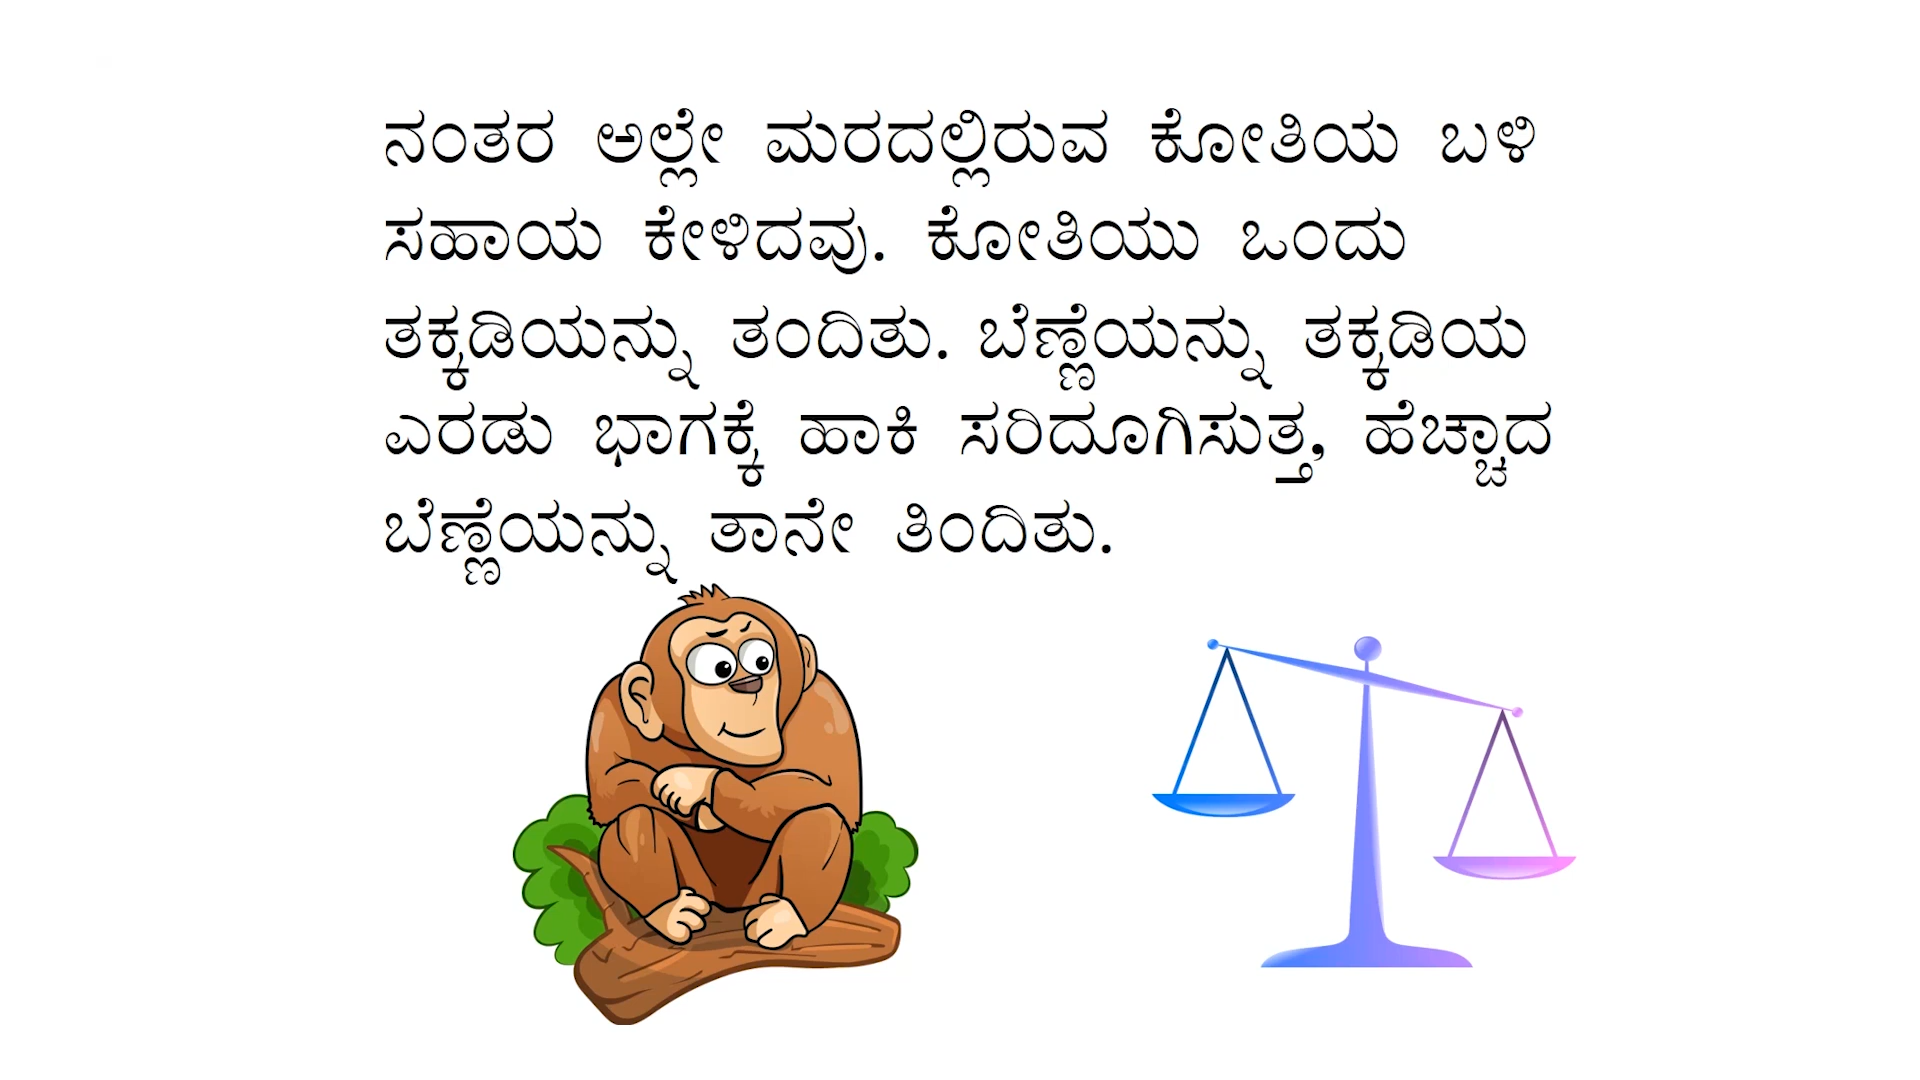 ನಂತರ ಅಲ್ಲೇ ಮರದಲ್ಲಿರುವ ಕೋತಿಯ ಬಳಿ
ಸಹಾಯ ಕೇಳಿದವು. ಕೋತಿಯು ಒಂದು
ತಕ್ಕಡಿಯನ್ನು ತಂದಿತು. ಬೆಣ್ಣೆಯನ್ನು ತಕ್ಕಡಿಯ
ಎರಡು ಭಾಗಕ್ಕೆ ಹಾಕಿ ಸರಿದೂಗಿಸುತ್ತ, ಹೆಚ್ಚಾದ
ಬೆಣ್ಣೆಯನ್ನು ತಾನೇ ತಿಂದಿತು.